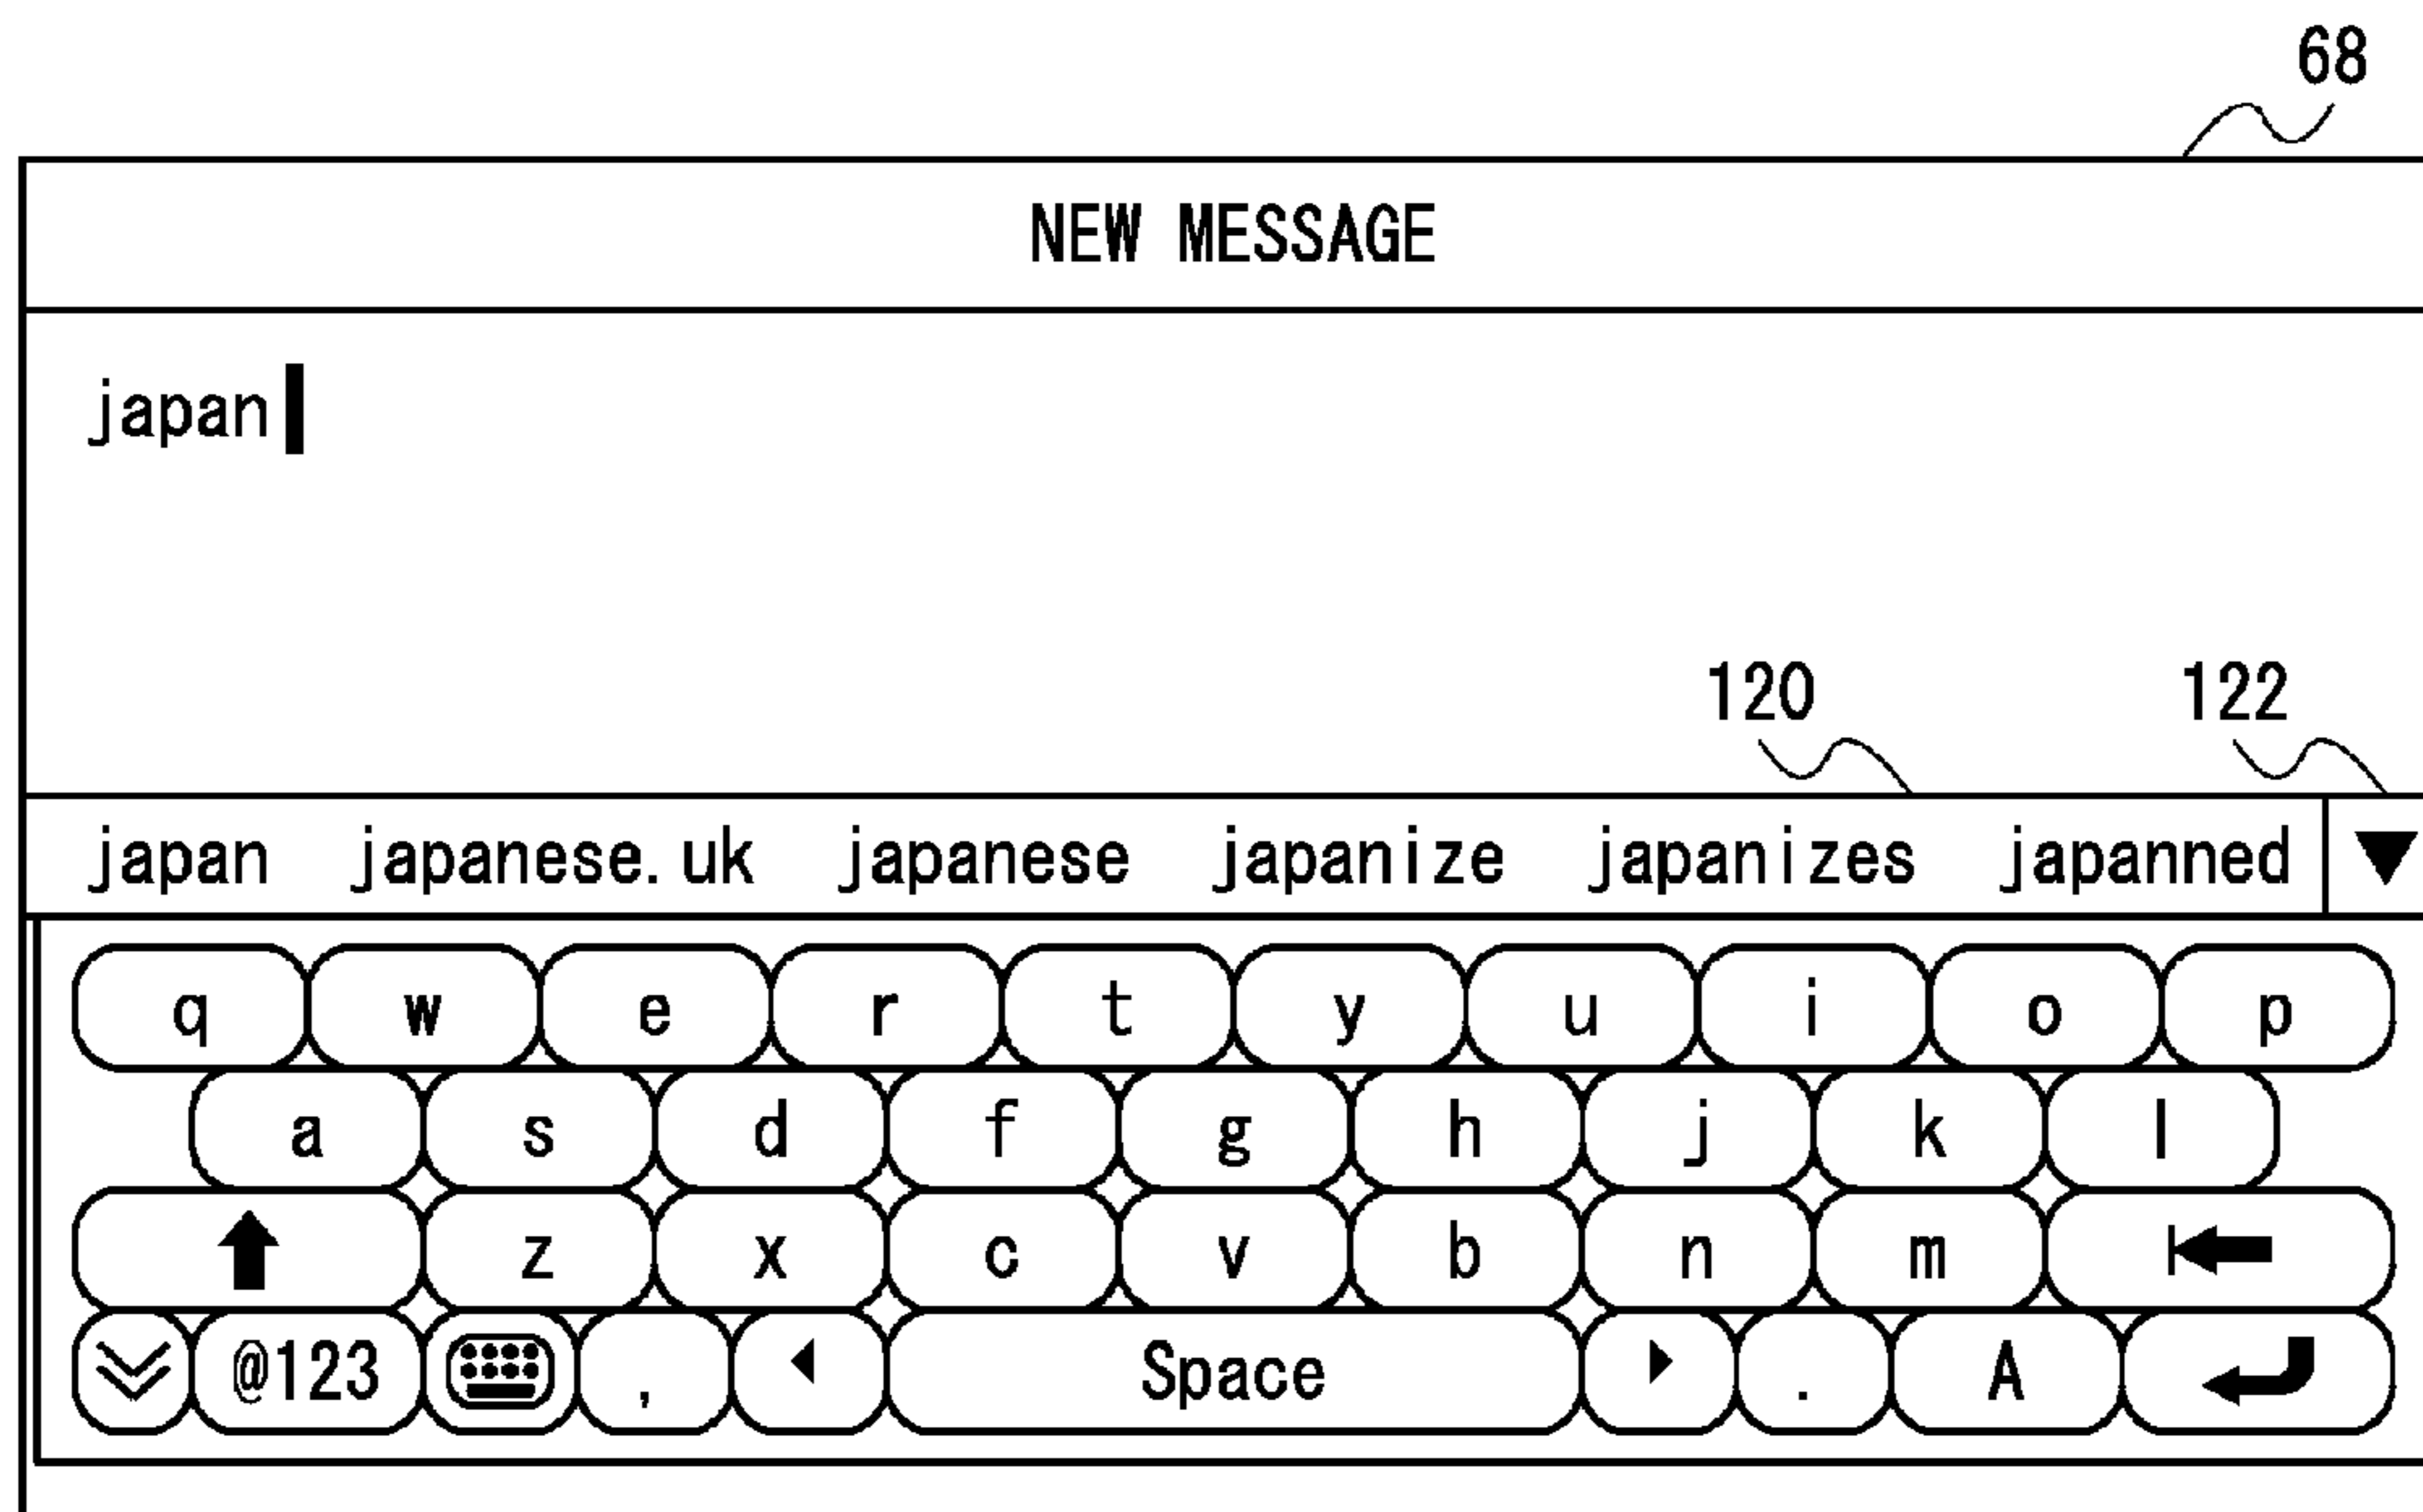 68
NEW MESSAGE
japan
120 122
japan japanese.uk japanese japanize japanizes japanned
q w e r t y u i o p
a s d f g h j k l
z x c v b n m
@123 , Space . A